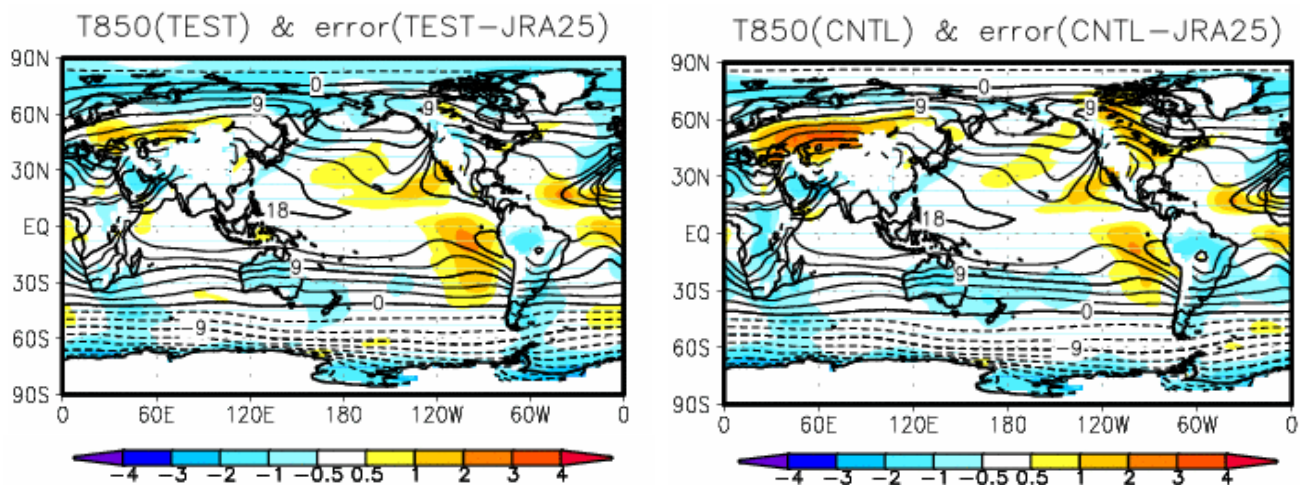 T850(TEST) & error(TEST-JRA25)
90N
60N
30N
EQ
30S
60S
90S
0
9
9
18
9
0
-9
0 60E 120E 180 120W 60W 0
-4 -3 -2 -1 -0.5 0.5 1 2 3 4
T850(CNTL) & error(CNTL-JRA25)
90N
60N
30N
EQ
30S
60S
90S
0
9
9
18
9
0
-9
0 60E 120E 180 120W 60W 0
-4 -3 -2 -1 -0.5 0.5 1 2 3 4